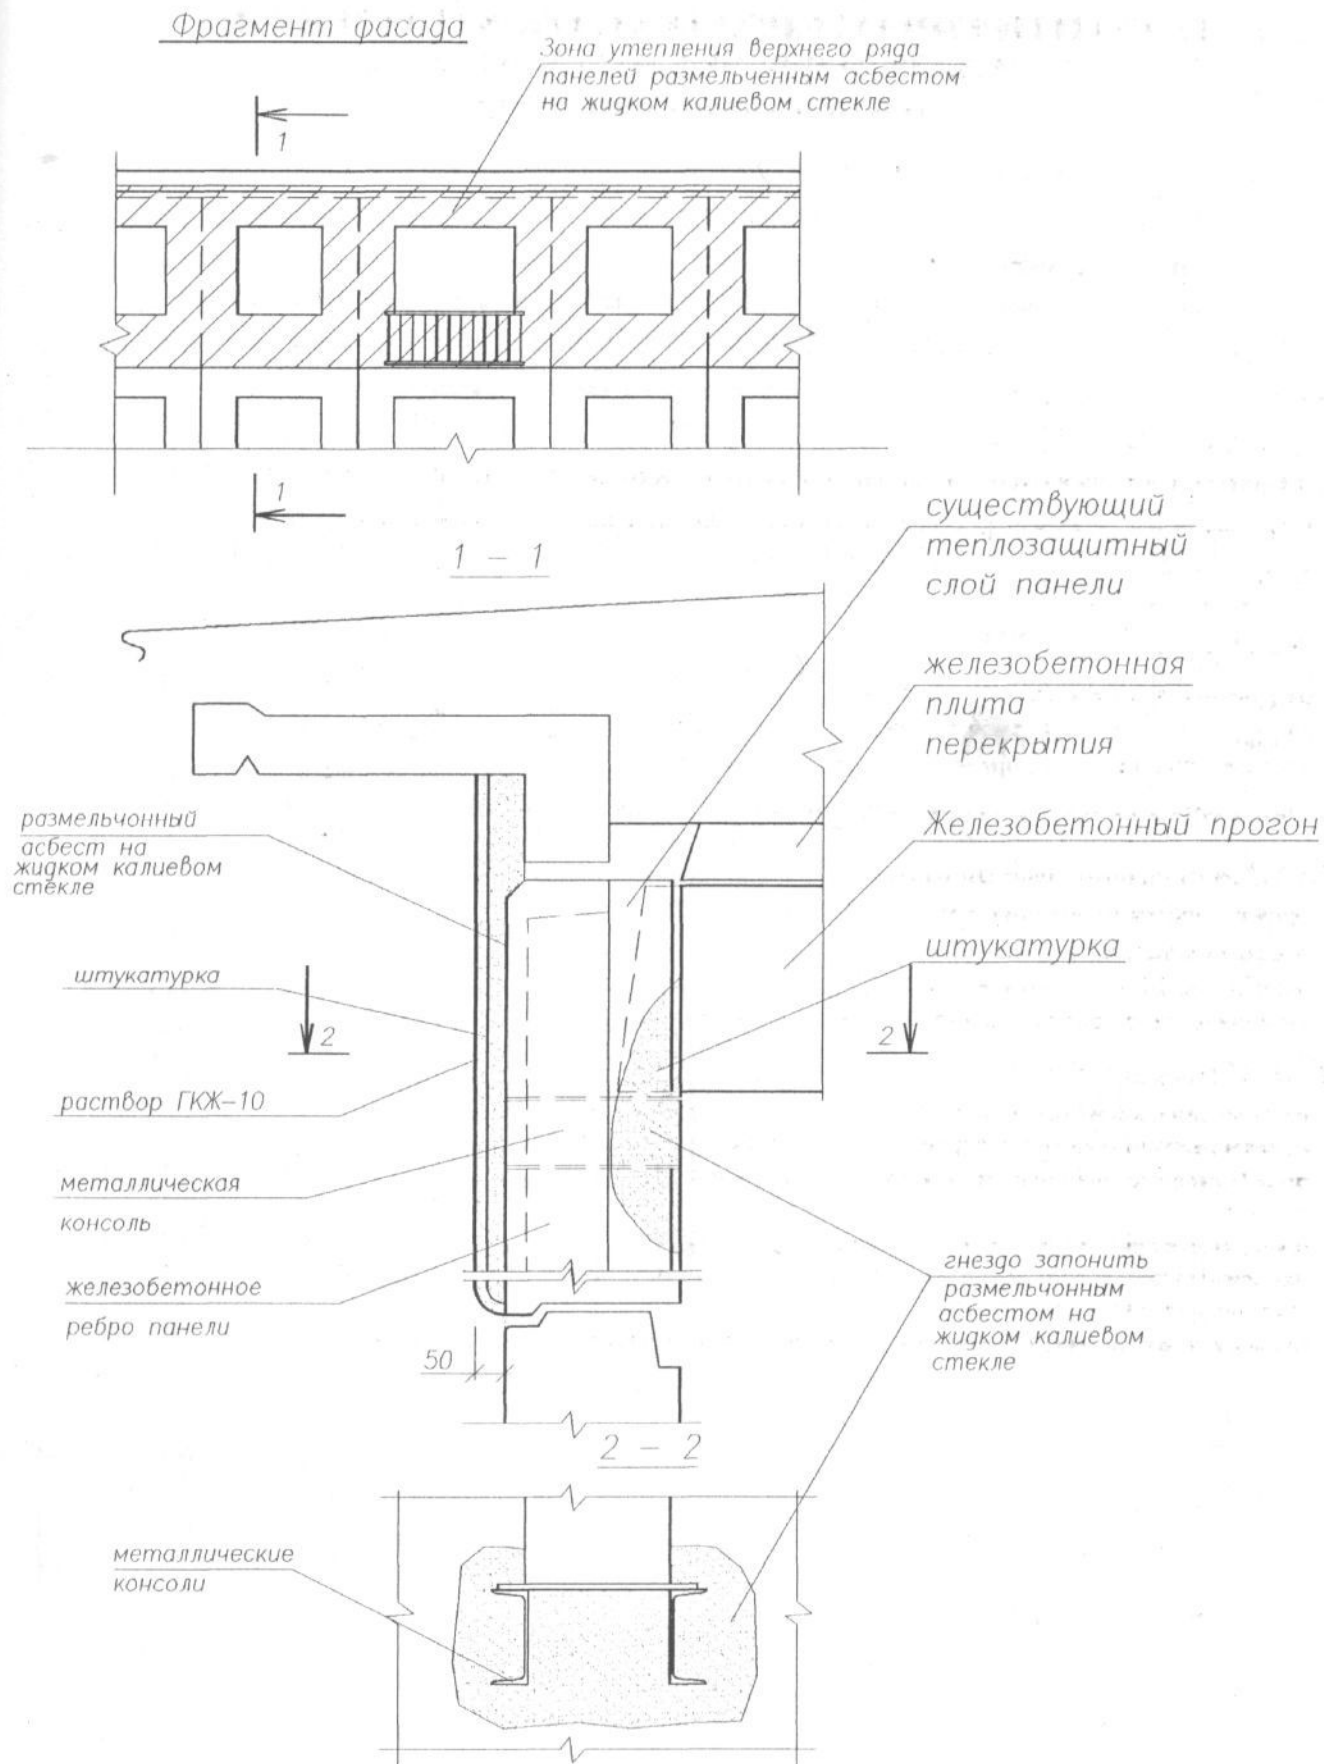 Фрагмент фасада
Зона утепления верхнего ряда
панелей размельченным асбестом
на жидком калиевом стекле
1
1
1 – 1
существующий
теплозащитный
слой панели
железобетонная
плита
перекрытия
Железобетонный прогон
штукатурка
размельчонный
асбест на
жидком калиевом
стекле
штукатурка
2
2
раствор ГКЖ-10
металлическая
консоль
железобетонное
ребро панели
гнездо запонить
размельчонным
асбестом на
жидком калиевом
стекле
50
2 – 2
металлические
консоли